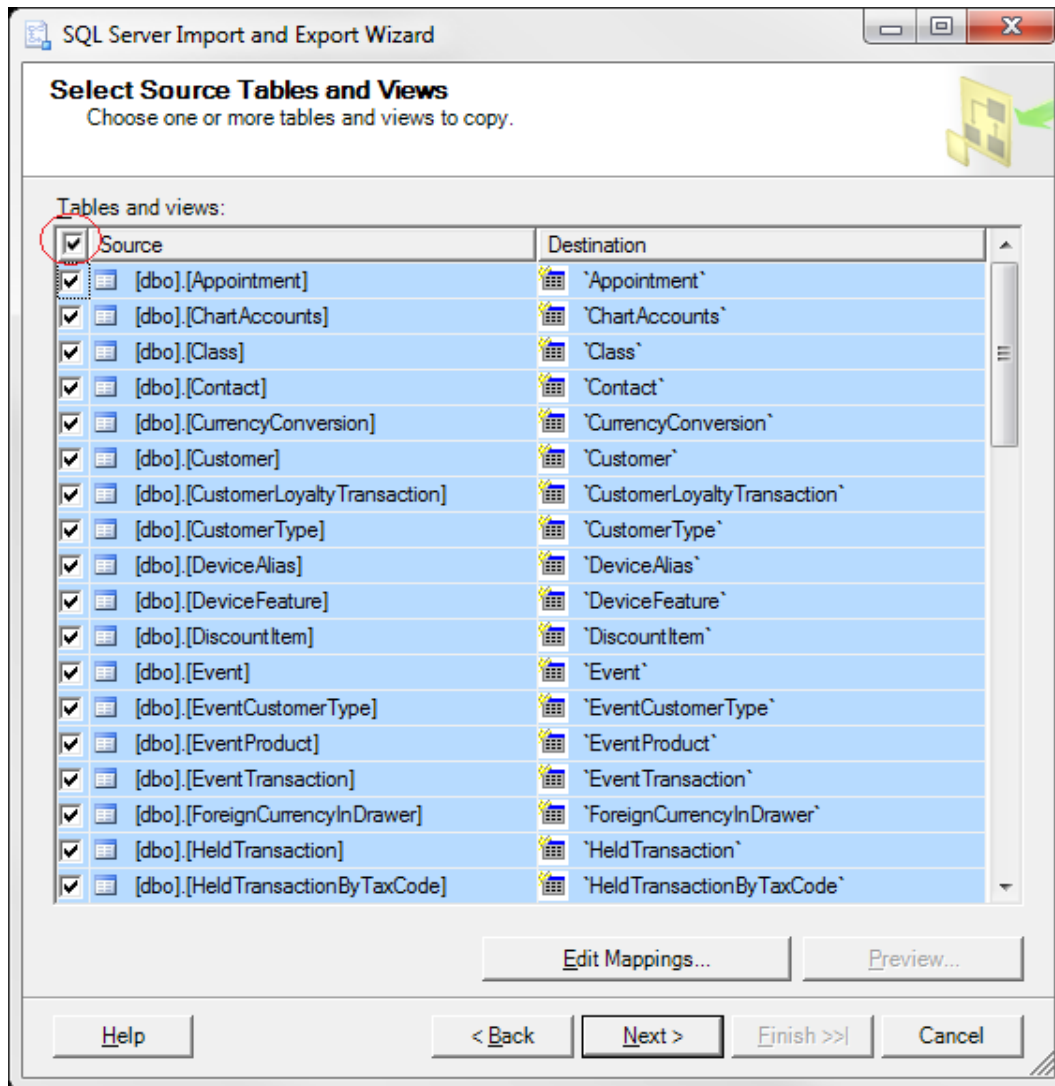 SQL Server Import and Export Wizard
Select Source Tables and Views
Choose one or more tables and views to copy.
Tables and views:
Source Destination
[dbo].[Appointment] `Appointment`
[dbo].[ChartAccounts] `ChartAccounts`
[dbo].[Class] `Class`
[dbo].[Contact] `Contact`
[dbo].[CurrencyConversion] `CurrencyConversion`
[dbo].[Customer] `Customer`
[dbo].[CustomerLoyaltyTransaction] `CustomerLoyaltyTransaction`
[dbo].[CustomerType] `CustomerType`
[dbo].[DeviceAlias] `DeviceAlias`
[dbo].[DeviceFeature] `DeviceFeature`
[dbo].[DiscountItem] `DiscountItem`
[dbo].[Event] `Event`
[dbo].[EventCustomerType] `EventCustomerType`
[dbo].[EventProduct] `EventProduct`
[dbo].[EventTransaction] `EventTransaction`
[dbo].[ForeignCurrencyInDrawer] `ForeignCurrencyInDrawer`
[dbo].[HeldTransaction] `HeldTransaction`
[dbo].[HeldTransactionByTaxCode] `HeldTransactionByTaxCode`
Edit Mappings... Preview...
Help < Back Next > Finish >>| Cancel